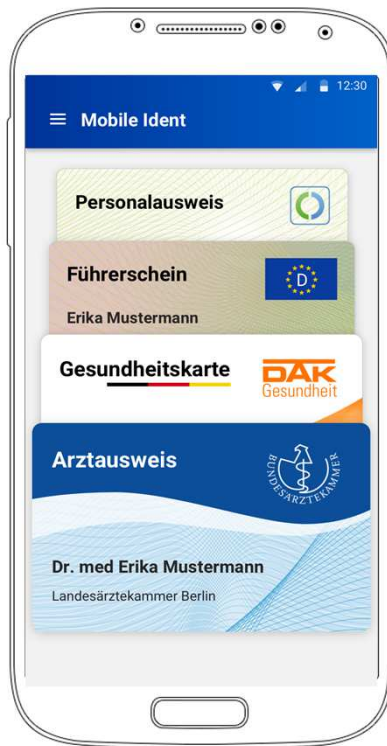 12:30
Mobile Ident
Personalausweis
Führerschein
D
Erika Mustermann
Gesundheitskarte
DAK
Gesundheit
Arztausweis
BUNDESÄRZTEKAMMER
Dr. med Erika Mustermann
Landesärztekammer Berlin